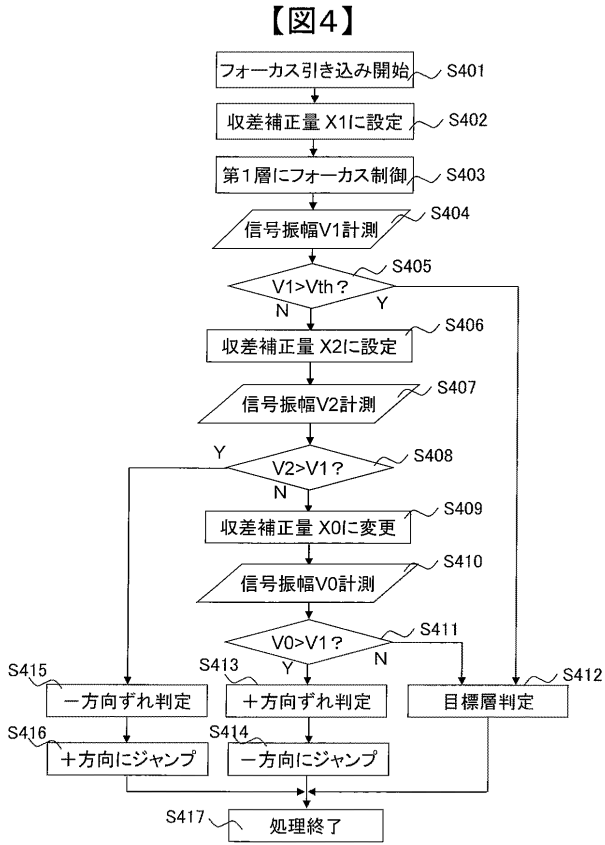 【図4】
フォーカス引き込み開始
S401
収差補正量 X1に設定
S402
第１層にフォーカス制御
S403
信号振幅V1計測
S404
V1>Vth？
S405
N
Y
収差補正量 X2に設定
S406
信号振幅V2計測
S407
Y
V2>V1？
S408
N
収差補正量 X0に変更
S409
信号振幅V0計測
S410
V0>V1？
S411
Y
N
S415
－方向ずれ判定
S413
＋方向ずれ判定
S412
目標層判定
S416
＋方向にジャンプ
S414
－方向にジャンプ
S417
処理終了